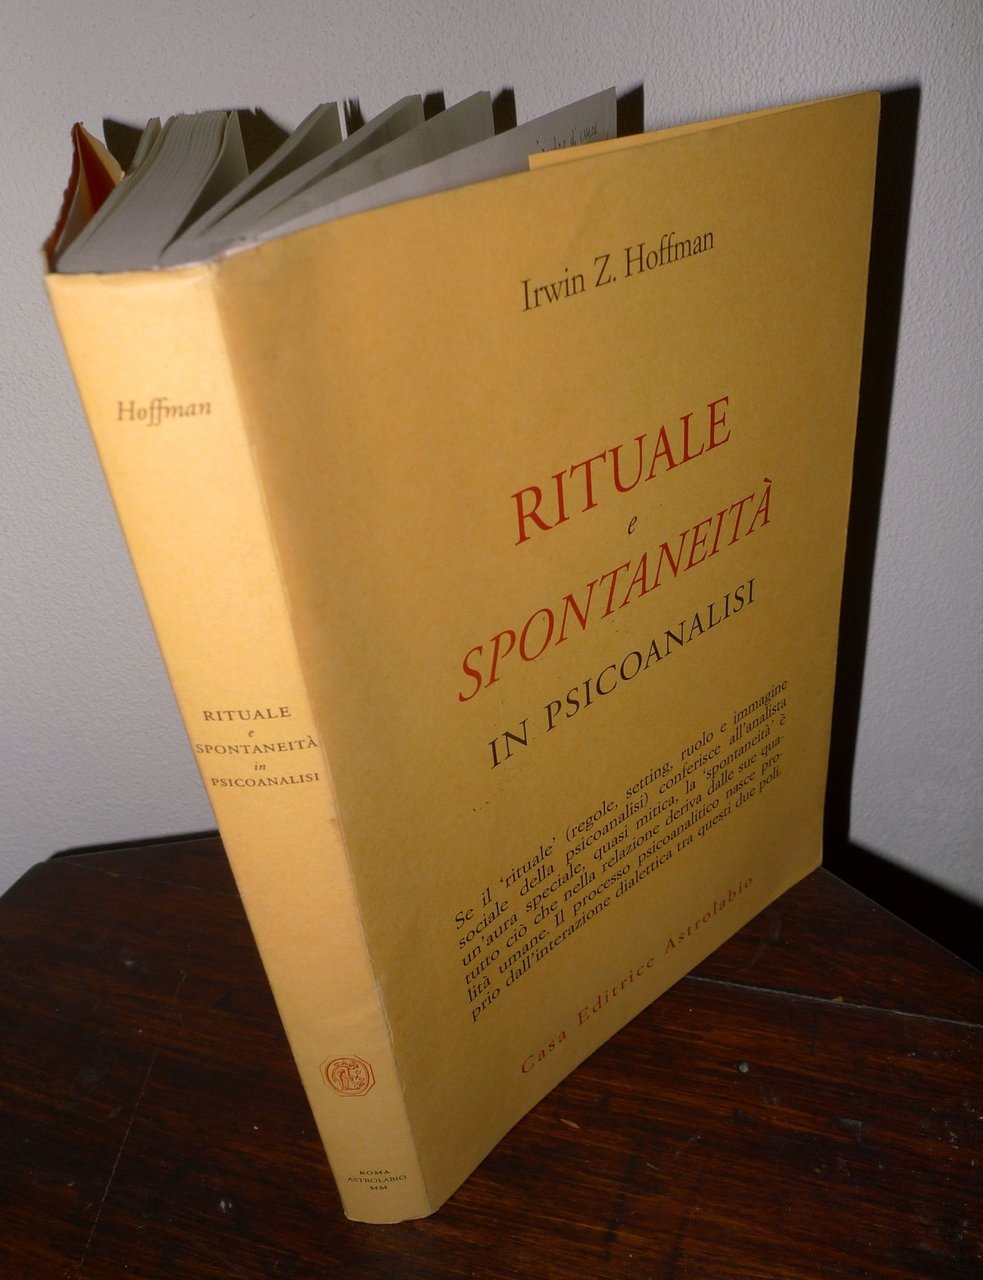 Irwin Z. Hoffman
RITUALE
e
SPONTANEITÀ
IN PSICOANALISI
Se il ‘rituale’ (regole, setting, ruolo e immagine
sociale della psicoanalisi) conferisce all’analista
un’aura speciale, quasi mitica, la ‘spontaneità’ è
tutto ciò che nella relazione deriva dalle sue qua-
lità umane. Il processo psicoanalitico nasce pro-
prio dall’interazione dialettica tra questi due poli.
Casa Editrice Astrolabio
Hoffman
RITUALE
e
SPONTANEITÀ
in
PSICOANALISI
ROMA
ASTROLABIO
MM